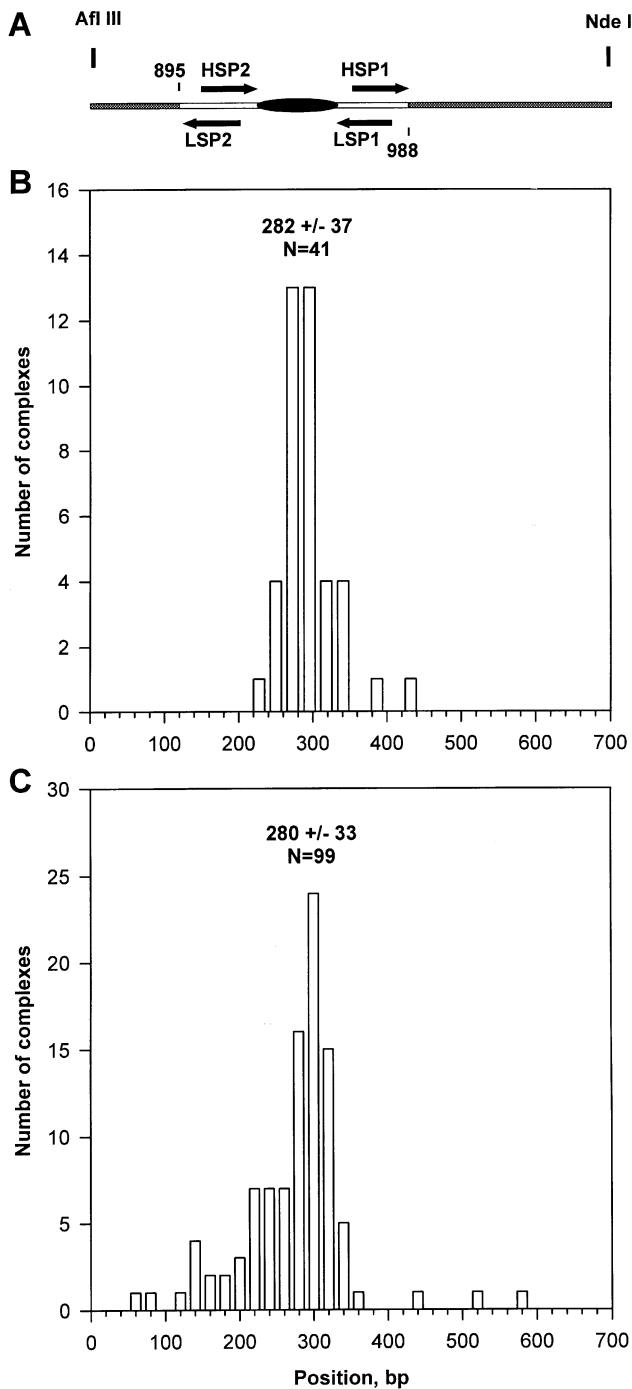 A
Afl III
Nde I
895
HSP2
HSP1
LSP2
LSP1
988
B
16
14
12
10
8
6
4
2
0
Number of complexes
282 +/- 37
N=41
0 100 200 300 400 500 600 700
C
30
25
20
15
10
5
0
Number of complexes
280 +/- 33
N=99
0 100 200 300 400 500 600 700
Position, bp